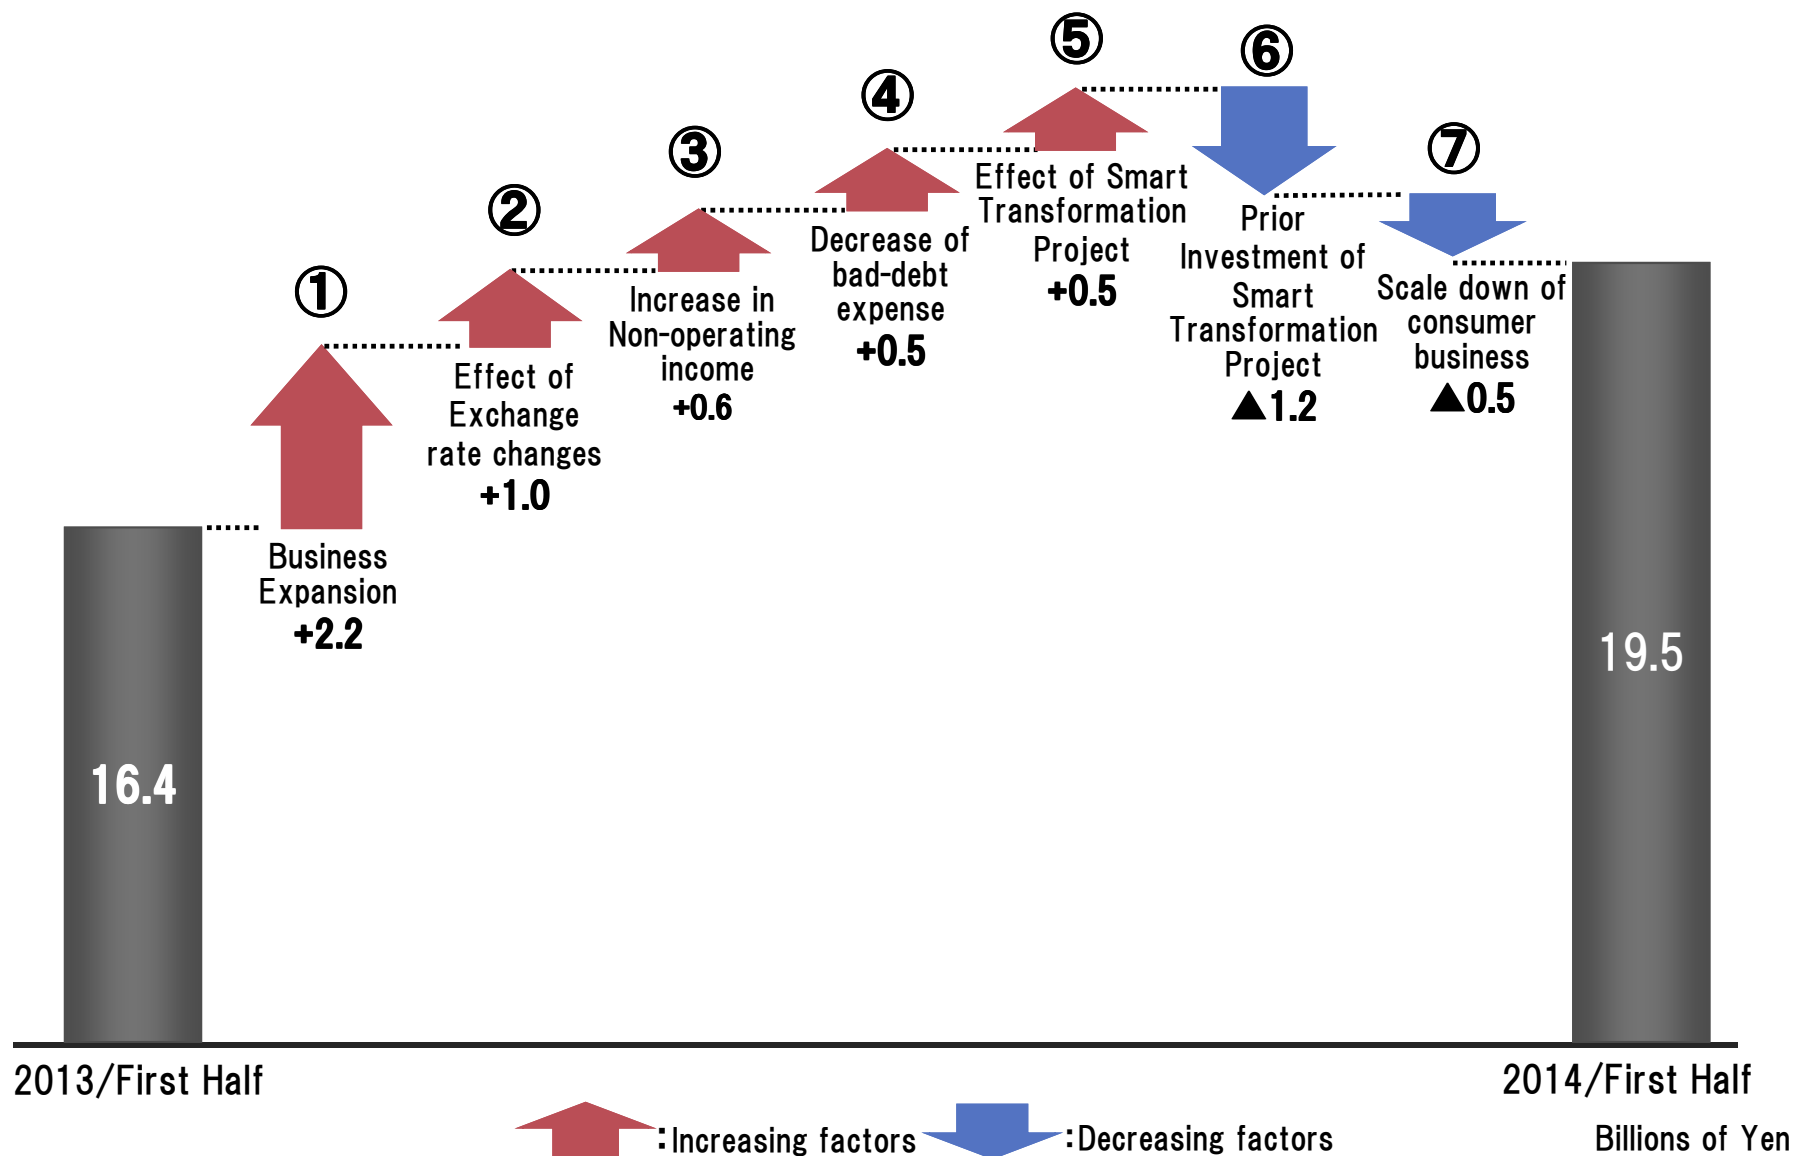 ①
Business
Expansion
+2.2
②
Effect of
Exchange
rate changes
+1.0
③
Increase in
Non-operating
income
+0.6
④
Decrease of
bad-debt
expense
+0.5
⑤
Effect of Smart
Transformation
Project
+0.5
⑥
Prior
Investment of
Smart
Transformation
Project
▲1.2
⑦
Scale down of
consumer
business
▲0.5
16.4
19.5
2013/First Half
2014/First Half
:Increasing factors
:Decreasing factors
Billions of Yen